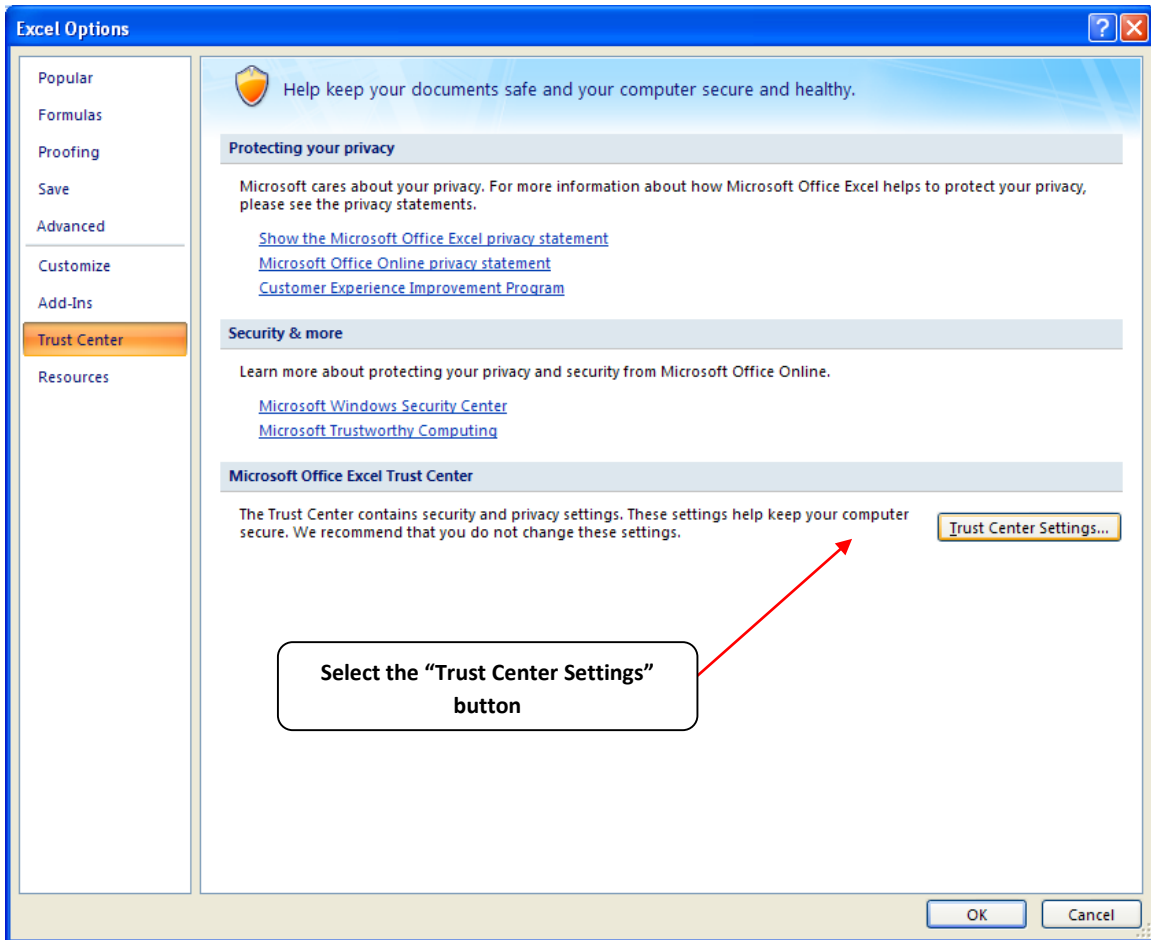 Excel Options
Popular
Formulas
Proofing
Save
Advanced
Customize
Add-Ins
Trust Center
Resources
Help keep your documents safe and your computer secure and healthy.
Protecting your privacy
Microsoft cares about your privacy. For more information about how Microsoft Office Excel helps to protect your privacy,
please see the privacy statements.
Show the Microsoft Office Excel privacy statement
Microsoft Office Online privacy statement
Customer Experience Improvement Program
Security & more
Learn more about protecting your privacy and security from Microsoft Office Online.
Microsoft Windows Security Center
Microsoft Trustworthy Computing
Microsoft Office Excel Trust Center
The Trust Center contains security and privacy settings. These settings help keep your computer
secure. We recommend that you do not change these settings.
Trust Center Settings...
Select the “Trust Center Settings”
button
OK
Cancel